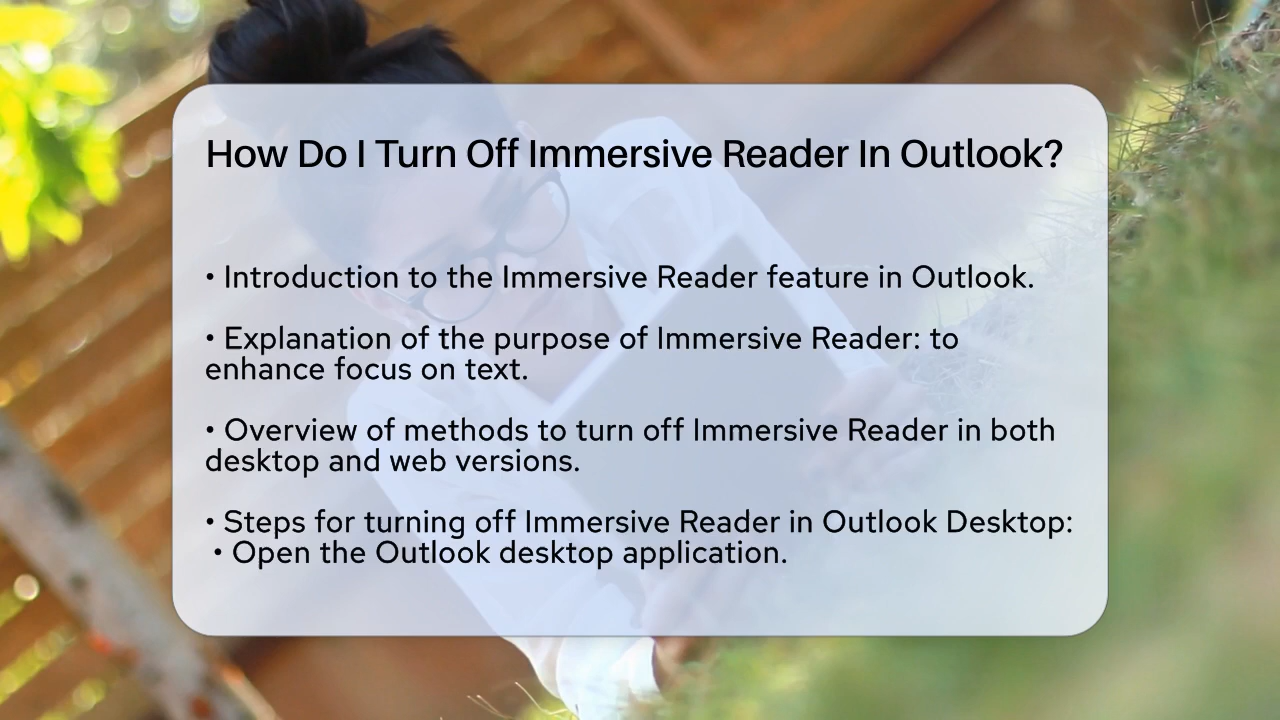 How Do I Turn Off Immersive Reader In Outlook?
• Introduction to the Immersive Reader feature in Outlook.
• Explanation of the purpose of Immersive Reader: to
enhance focus on text.
• Overview of methods to turn off Immersive Reader in both
desktop and web versions.
• Steps for turning off Immersive Reader in Outlook Desktop:
• Open the Outlook desktop application.